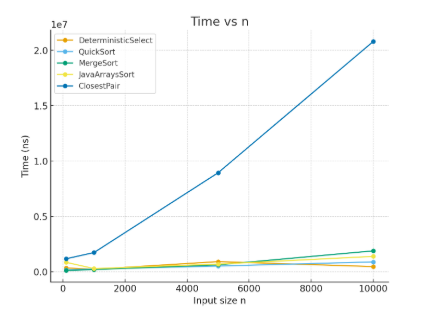 Time vs n
1e7
DeterministicSelect
QuickSort
MergeSort
JavaArraysSort
ClosestPair
2.0
1.5
1.0
0.5
0.0
Time (ns)
0 2000 4000 6000 8000 10000
Input size n